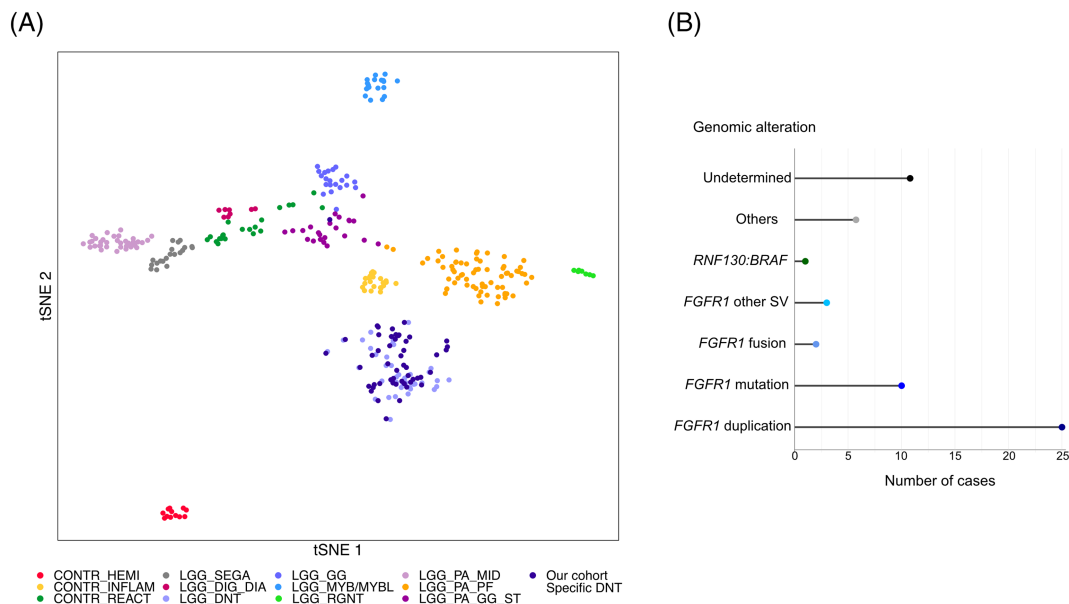 (A)
(B)
tSNE 2
tSNE 1
CONTR_HEMI
CONTR_INFLAM
CONTR_REACT
LGG_SEGA
LGG_DIG_DIA
LGG_DNT
LGG_GG
LGG_MYB/MYBL
LGG_RGNT
LGG_PA_MID
LGG_PA_PF
LGG_PA_GG_ST
Our cohort
Specific DNT
Genomic alteration
Undetermined
Others
RNF130:BRAF
FGFR1 other SV
FGFR1 fusion
FGFR1 mutation
FGFR1 duplication
0 5 10 15 20 25
Number of cases